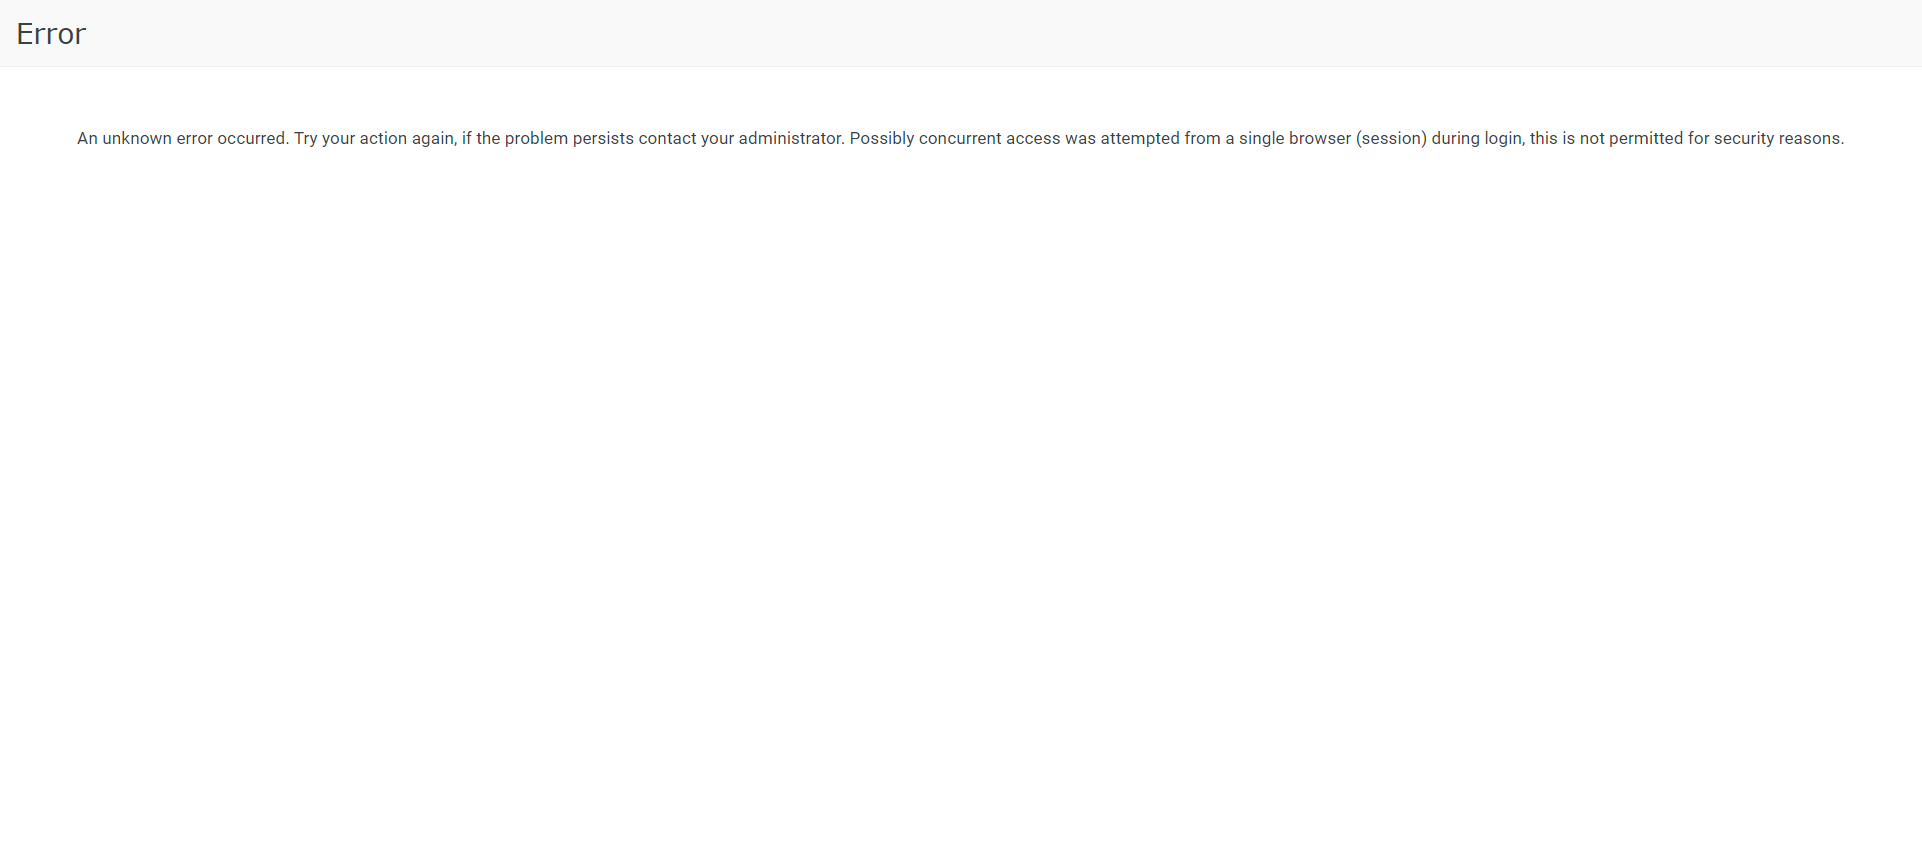 Error
An unknown error occurred. Try your action again, if the problem persists contact your administrator. Possibly concurrent access was attempted from a single browser (session) during login, this is not permitted for security reasons.